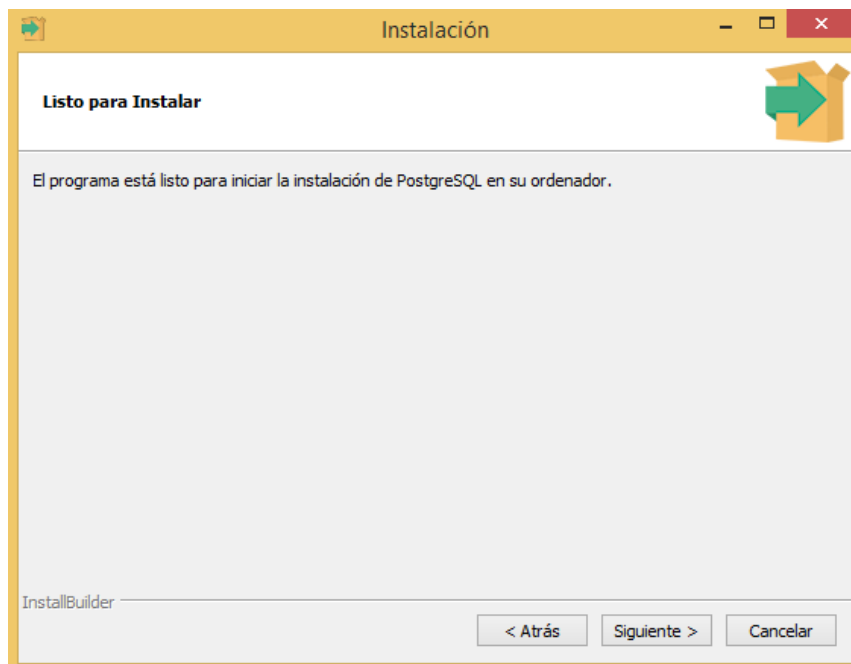 Instalación
Listo para Instalar
El programa está listo para iniciar la instalación de PostgreSQL en su ordenador.
InstallBuilder
< Atrás
Siguiente >
Cancelar